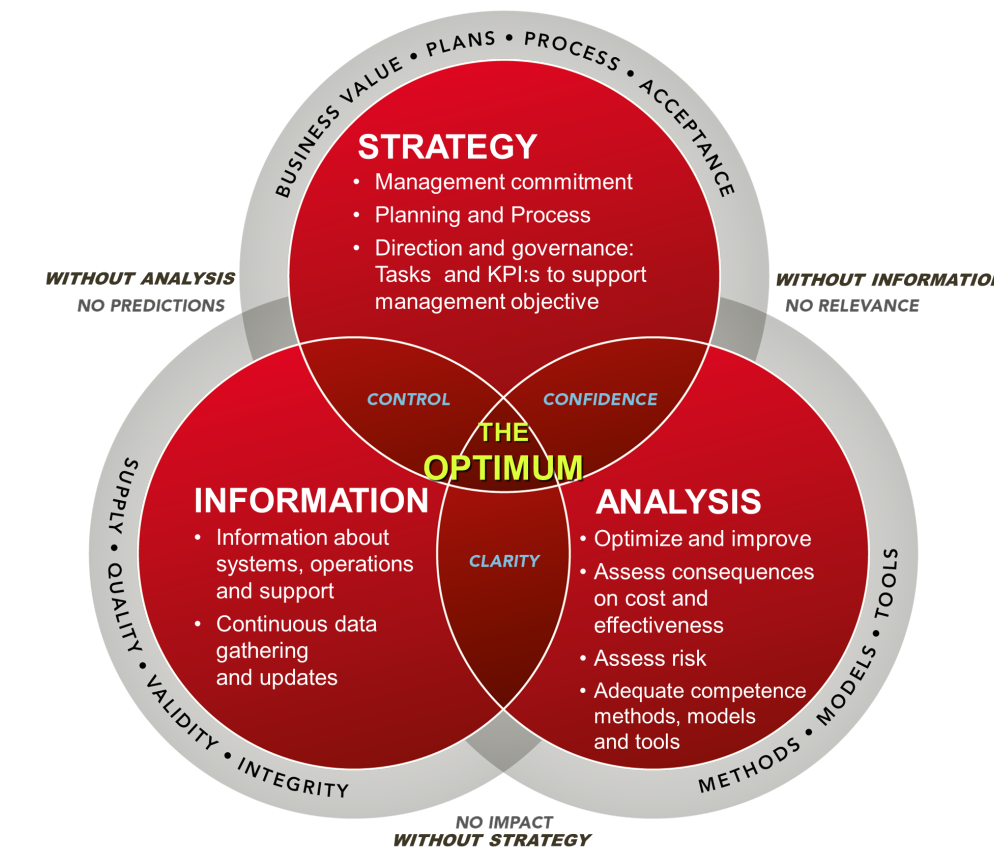 BUSINESS VALUE • PLANS • PROCESS • ACCEPTANCE
STRATEGY
• Management commitment
• Planning and Process
• Direction and governance:
Tasks and KPI:s to support
management objective
WITHOUT ANALYSIS
NO PREDICTIONS
WITHOUT INFORMATION
NO RELEVANCE
CONTROL
CONFIDENCE
THE
OPTIMUM
CLARITY
SUPPLY • QUALITY • VALIDITY • INTEGRITY
INFORMATION
• Information about
systems, operations
and support
• Continuous data
gathering
and updates
ANALYSIS
• Optimize and improve
• Assess consequences
on cost and
effectiveness
• Assess risk
• Adequate competence
methods, models
and tools
METHODS • MODELS • TOOLS
NO IMPACT
WITHOUT STRATEGY